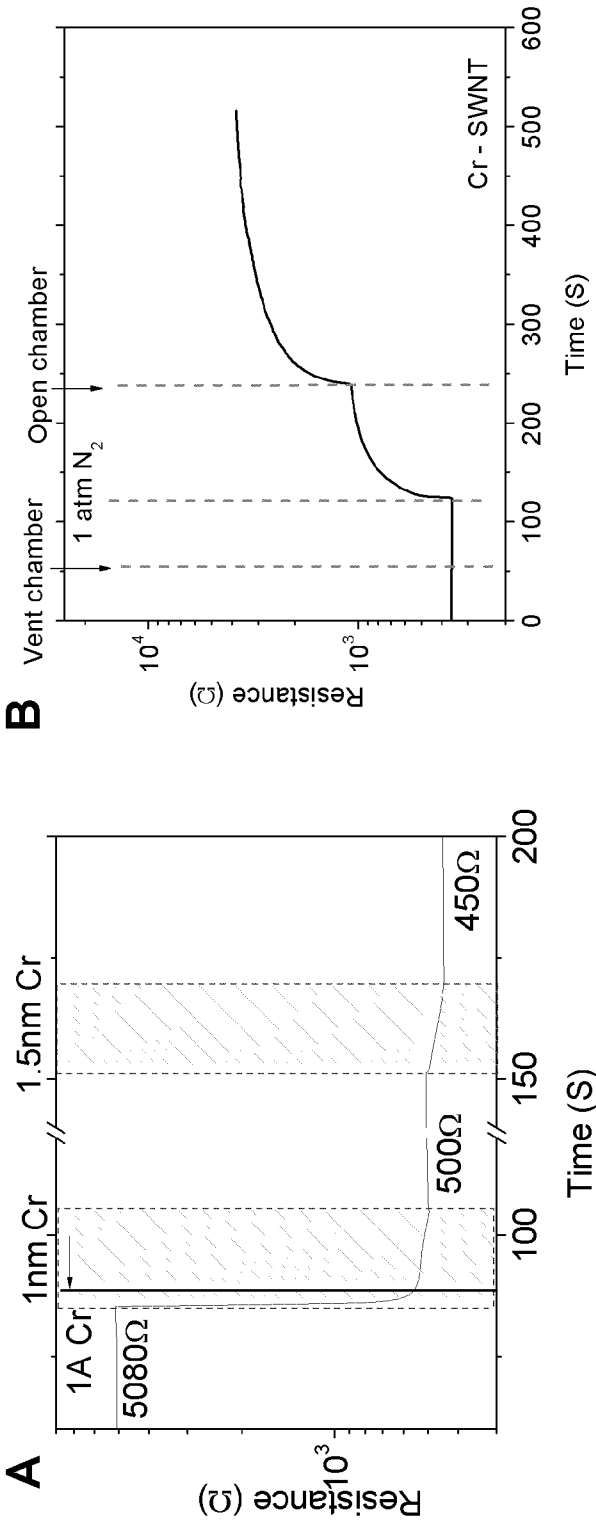 A
1A Cr
1nm Cr
1.5nm Cr
5080Ω
500Ω
450Ω
10³
Resistance (Ω)
100
150
200
Time (S)
B
Vent chamber
1 atm N₂
Open chamber
10⁴
10³
Resistance (Ω)
Cr - SWNT
0
100
200
300
400
500
600
Time (S)